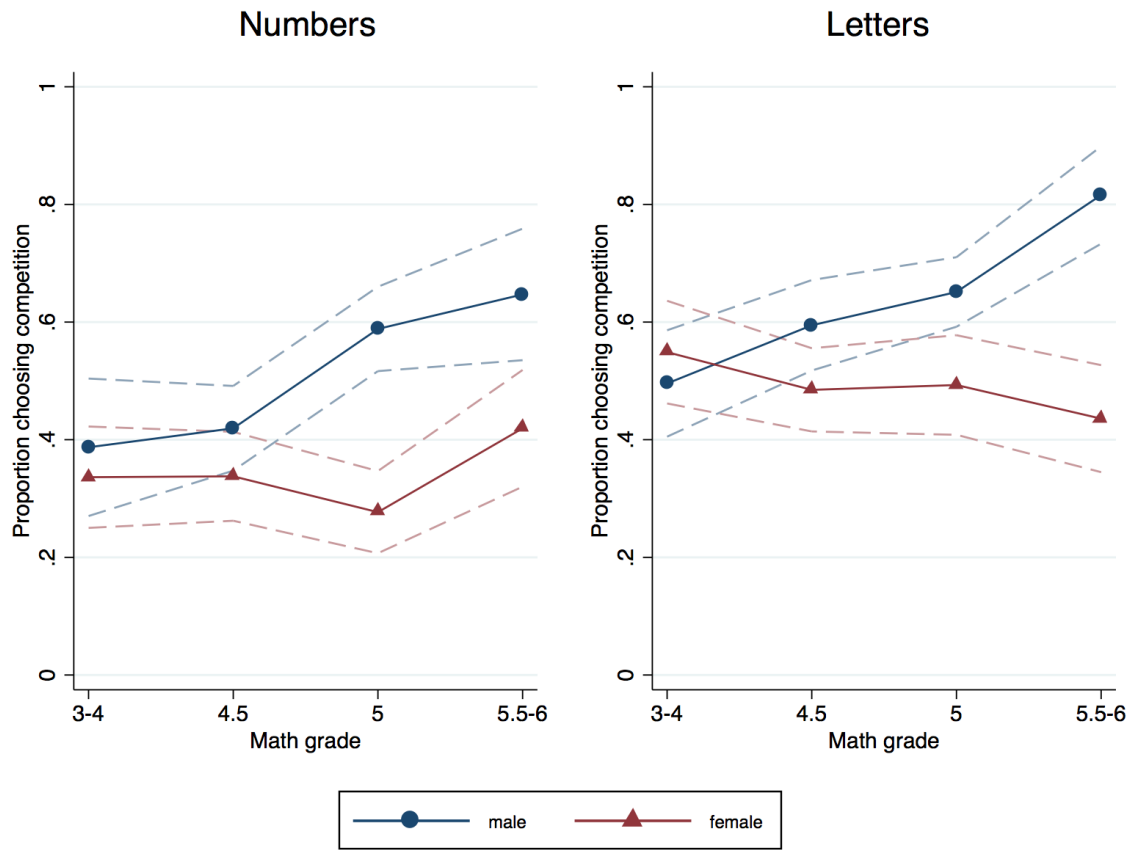 Numbers
Proportion choosing competition
1
.8
.6
.4
.2
0
3-4 4.5 5 5.5-6
Math grade
Letters
Proportion choosing competition
1
.8
.6
.4
.2
0
3-4 4.5 5 5.5-6
Math grade
male female